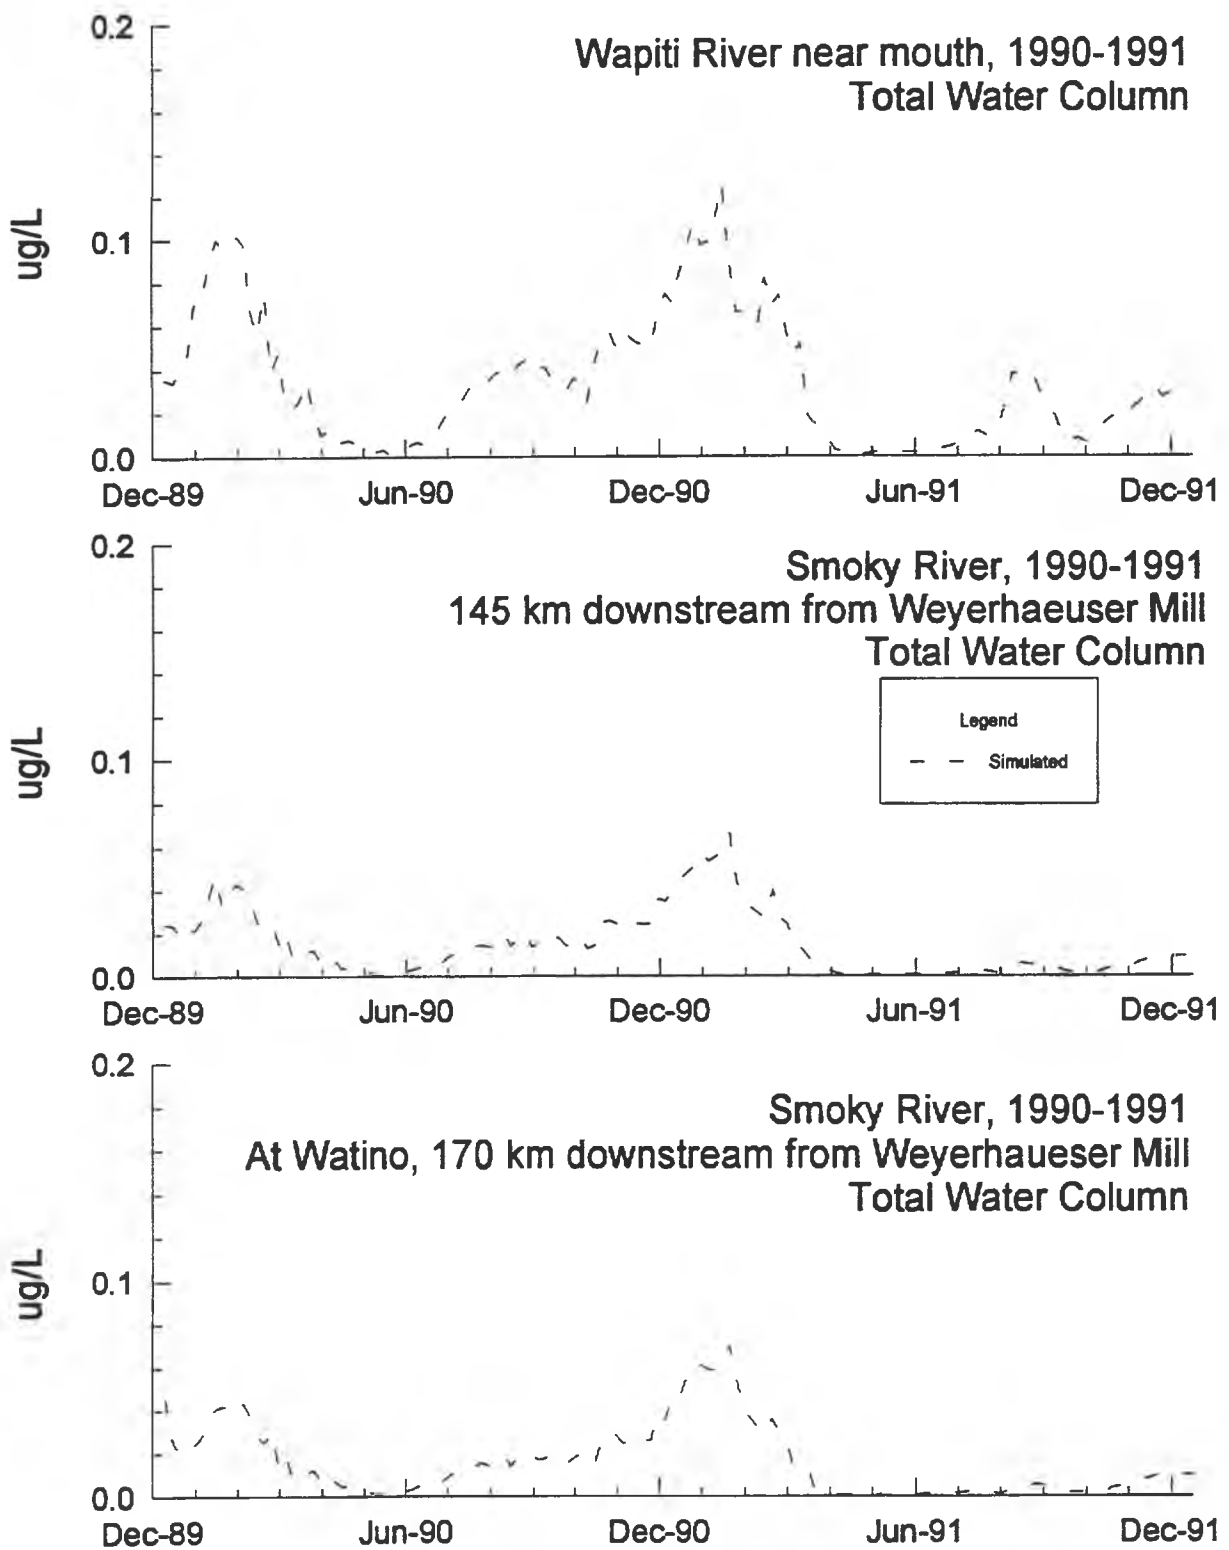 0.2
Wapiti River near mouth, 1990-1991
Total Water Column
ug/L
0.1
0.0
Dec-89 Jun-90 Dec-90 Jun-91 Dec-91
0.2
Smoky River, 1990-1991
145 km downstream from Weyerhaeuser Mill
Total Water Column
Legend
Simulated
ug/L
0.1
0.0
Dec-89 Jun-90 Dec-90 Jun-91 Dec-91
0.2
Smoky River, 1990-1991
At Watino, 170 km downstream from Weyerhaueser Mill
Total Water Column
ug/L
0.1
0.0
Dec-89 Jun-90 Dec-90 Jun-91 Dec-91